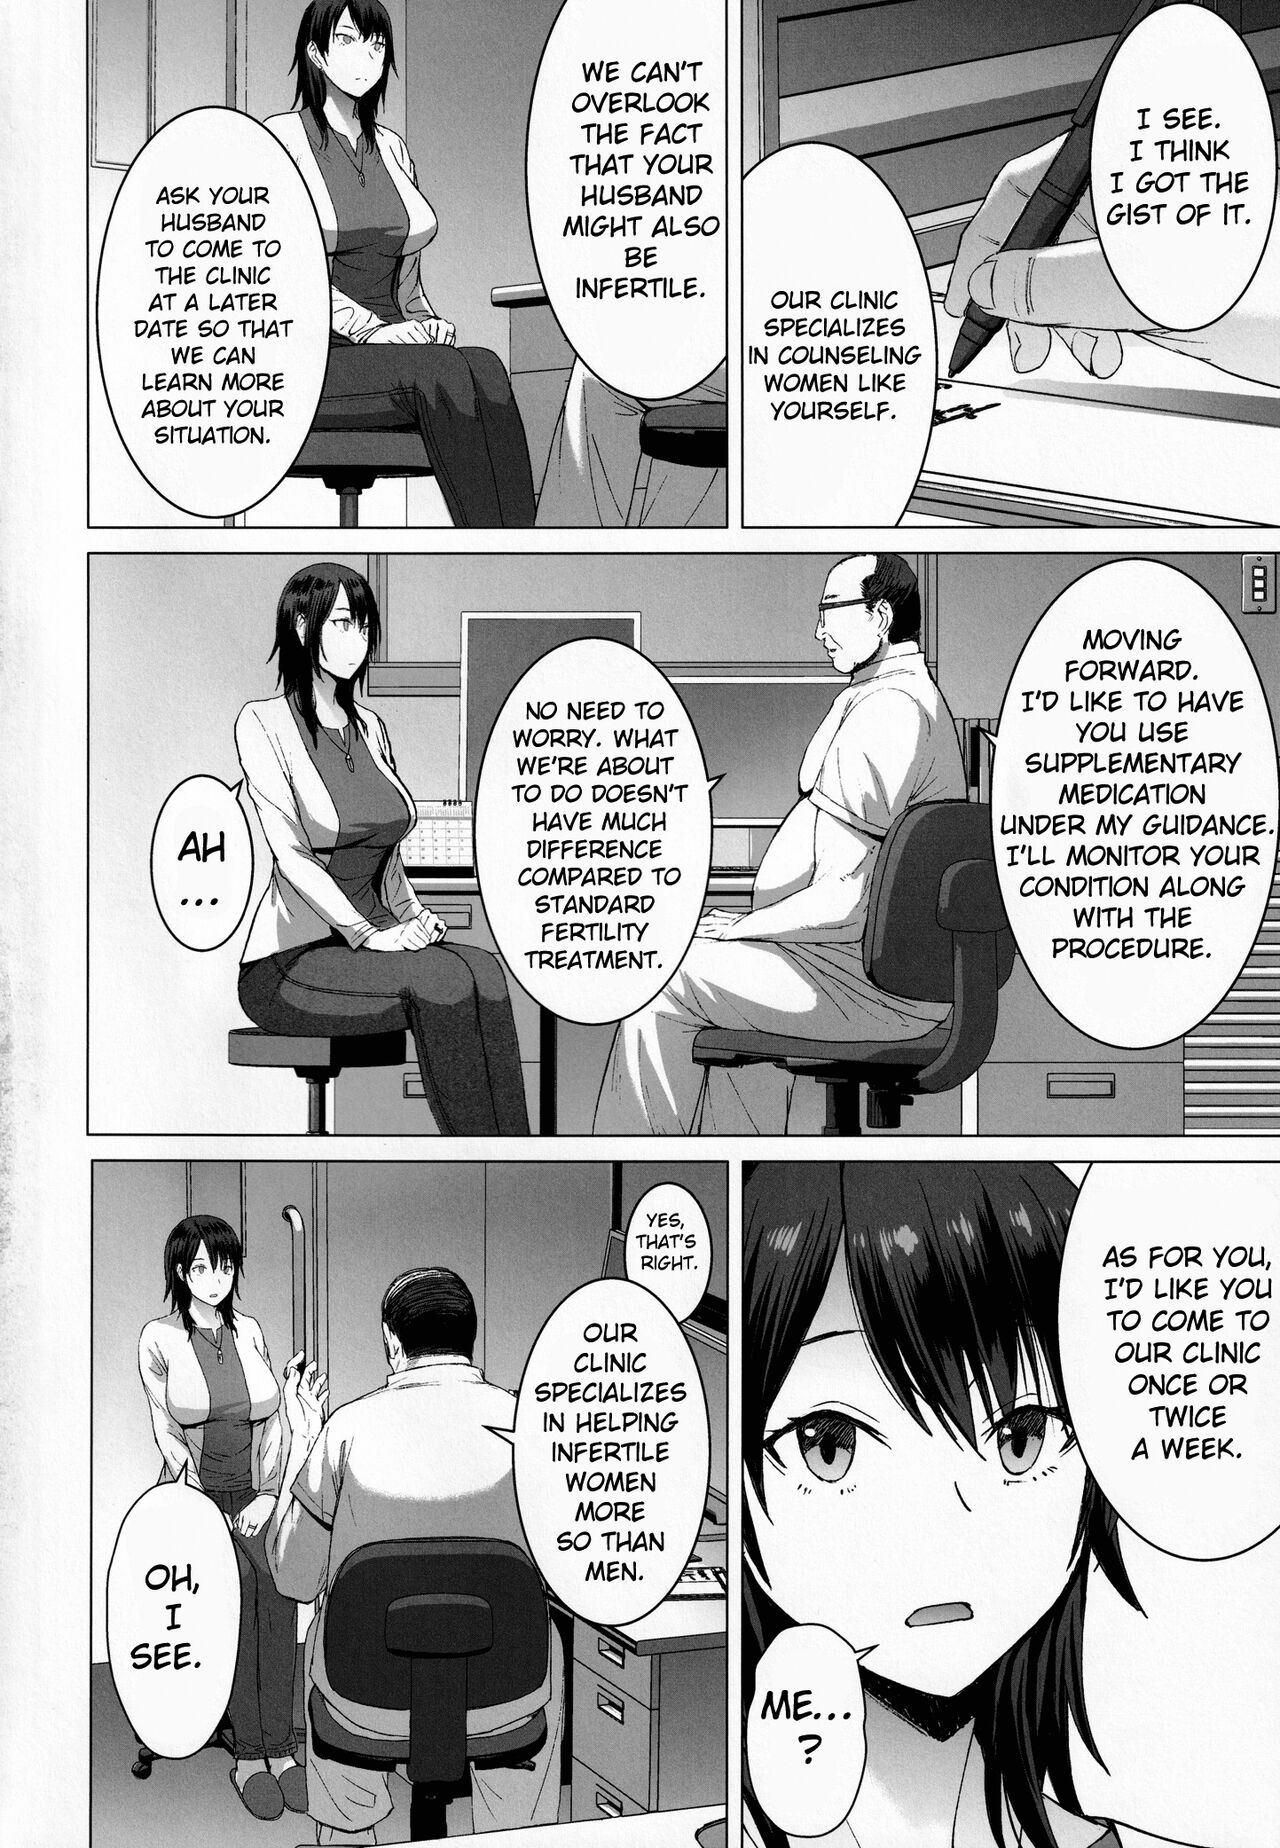 I SEE.
I THINK
I GOT THE
GIST OF IT.
OUR CLINIC
SPECIALIZES
IN COUNSELING
WOMEN LIKE
YOURSELF.
WE CAN'T
OVERLOOK
THE FACT
THAT YOUR
HUSBAND
MIGHT ALSO
BE
INFERTILE.
ASK YOUR
HUSBAND
TO COME TO
THE CLINIC
AT A LATER
DATE SO THAT
WE CAN
LEARN MORE
ABOUT YOUR
SITUATION.
MOVING
FORWARD.
I'D LIKE TO HAVE
YOU USE
SUPPLEMENTARY
MEDICATION
UNDER MY GUIDANCE.
I'LL MONITOR YOUR
CONDITION ALONG
WITH THE
PROCEDURE.
NO NEED TO
WORRY. WHAT
WE'RE ABOUT
TO DO DOESN'T
HAVE MUCH
DIFFERENCE
COMPARED TO
STANDARD
FERTILITY
TREATMENT.
AH
...
AS FOR YOU,
I'D LIKE YOU
TO COME TO
OUR CLINIC
ONCE OR
TWICE
A WEEK.
ME...
?
YES,
THAT'S
RIGHT.
OUR
CLINIC
SPECIALIZES
IN HELPING
INFERTILE
WOMEN
MORE
SO THAN
MEN.
OH,
I
SEE.